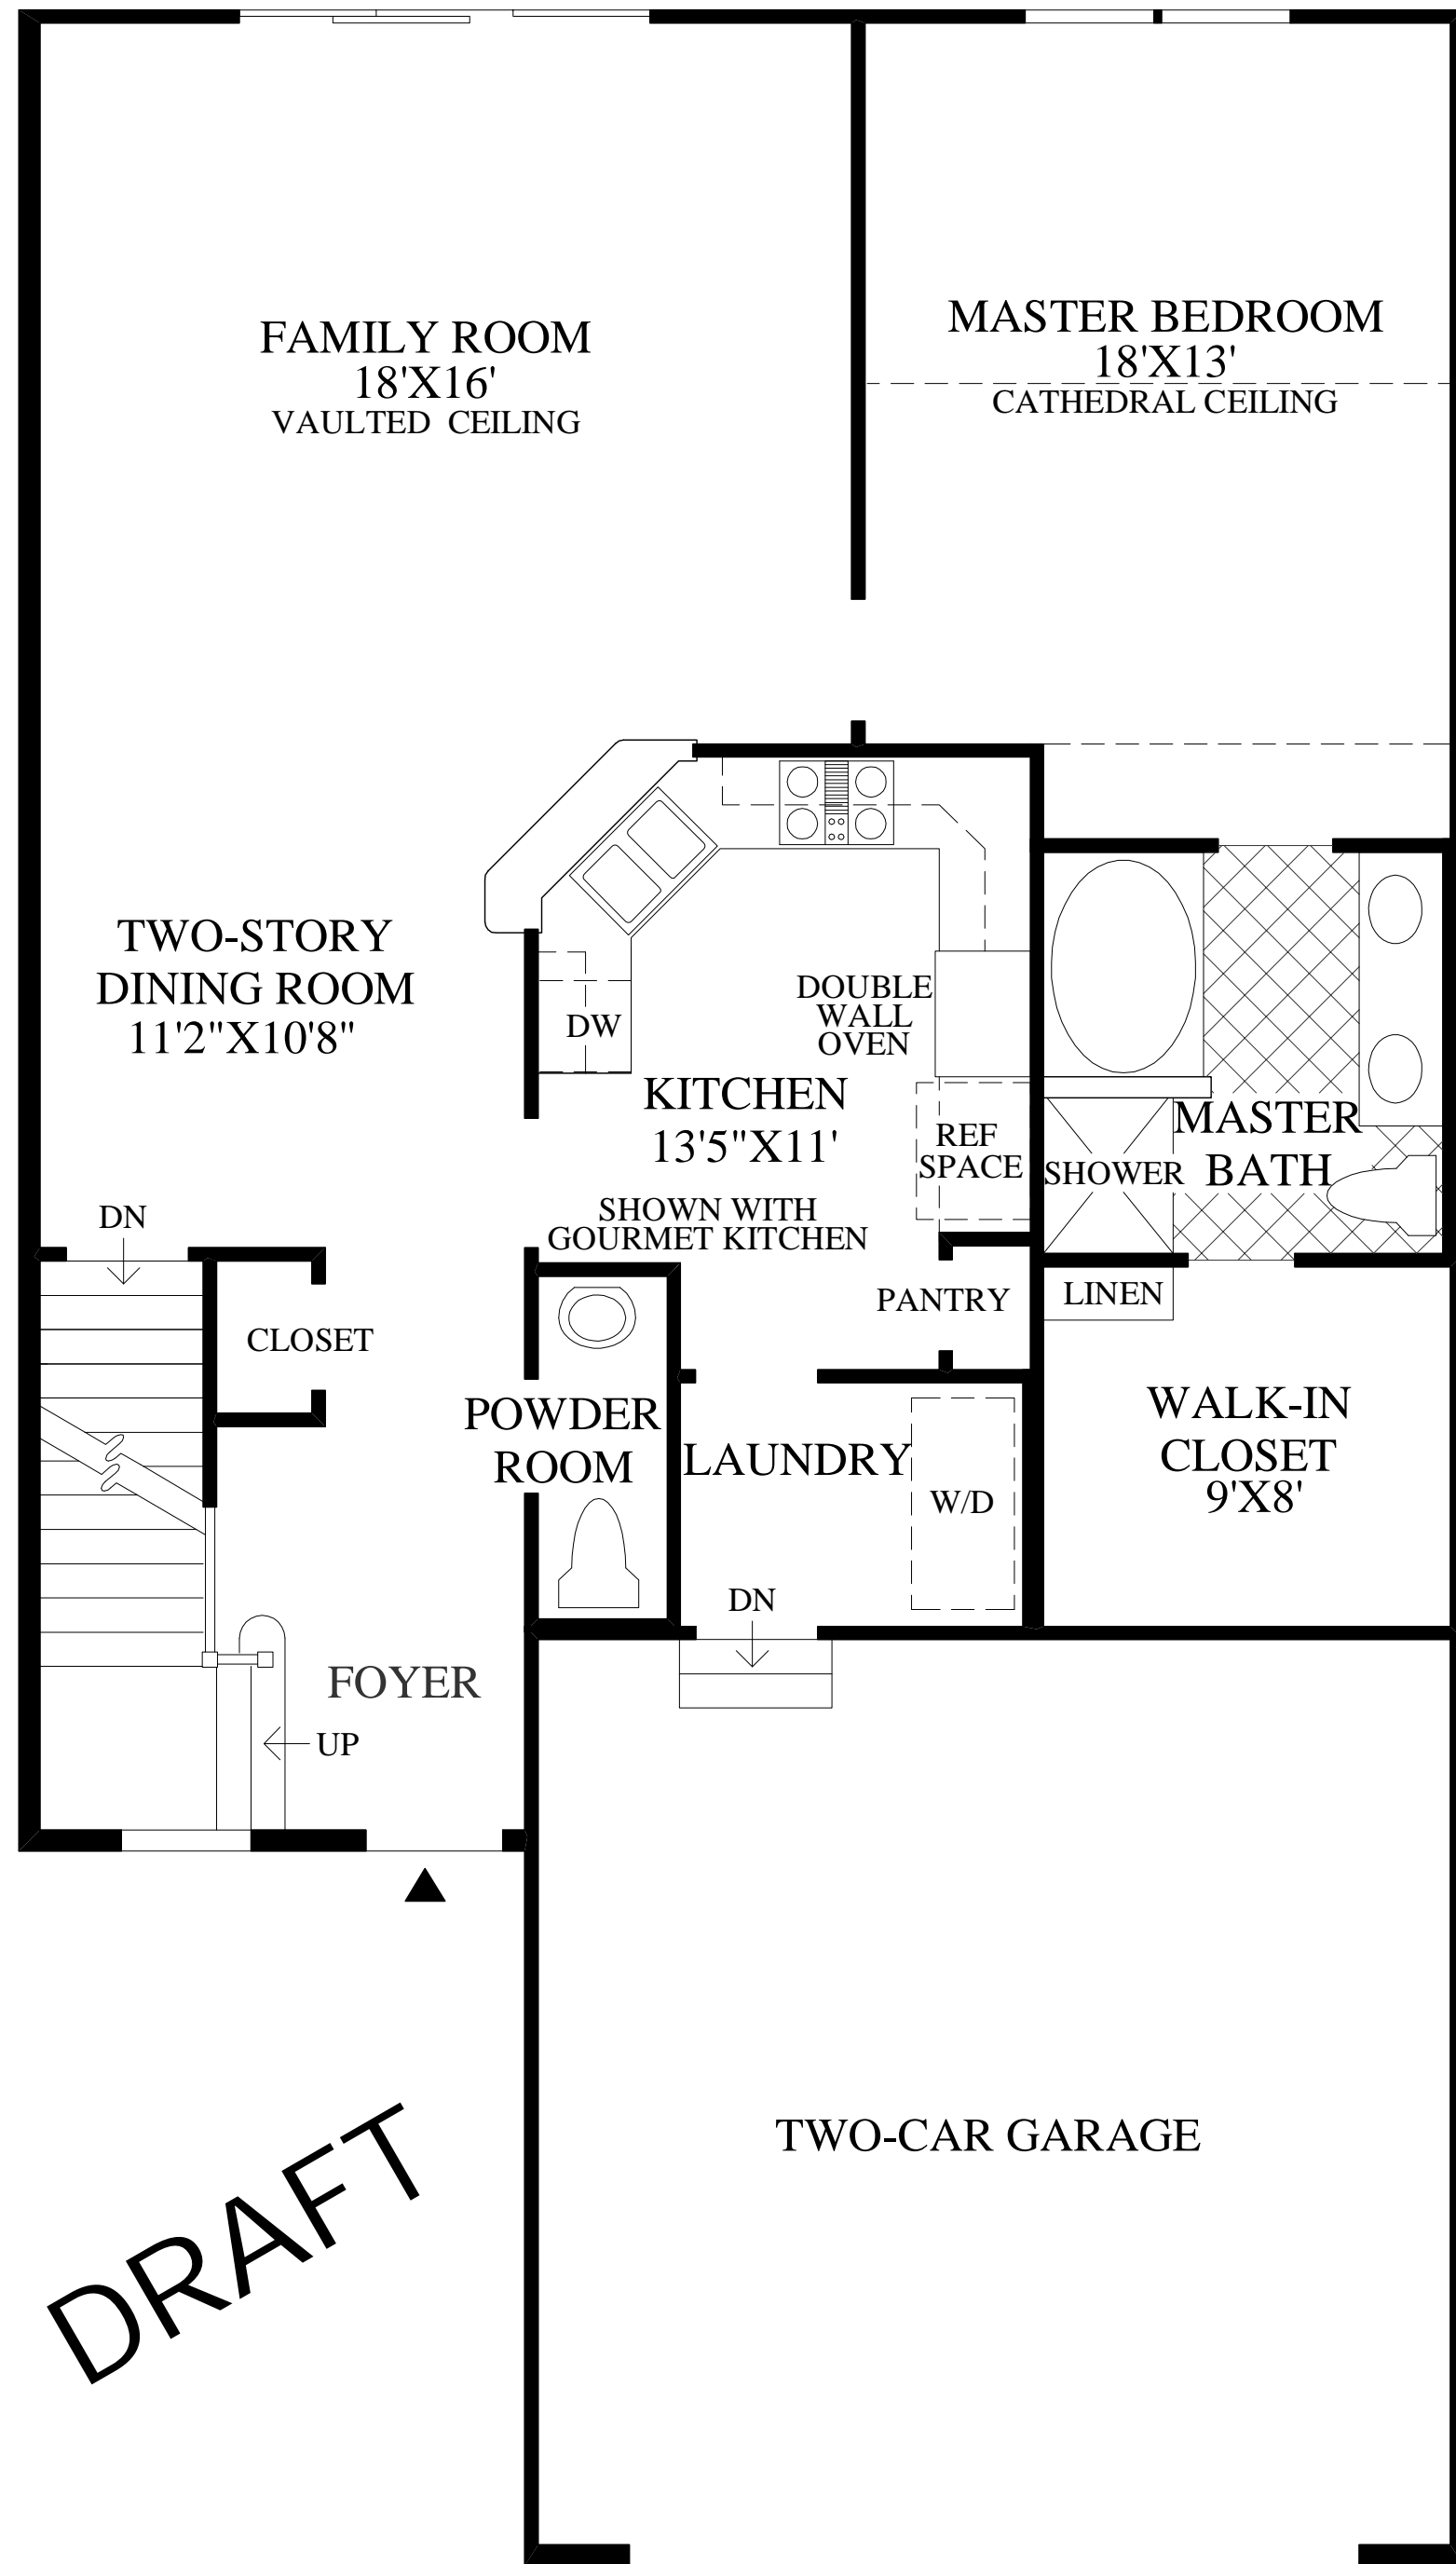 FAMILY ROOM
18'X16'
VAULTED CEILING
MASTER BEDROOM
18'X13'
CATHEDRAL CEILING
TWO-STORY
DINING ROOM
11'2"X10'8"
DOUBLE
WALL
OVEN
DW
KITCHEN
13'5"X11'
SHOWN WITH
GOURMET KITCHEN
REF
SPACE
SHOWER
MASTER
BATH
DN
CLOSET
PANTRY
LINEN
POWDER
ROOM
LAUNDRY
W/D
WALK-IN
CLOSET
9'X8'
DN
FOYER
UP
TWO-CAR GARAGE
DRAFT